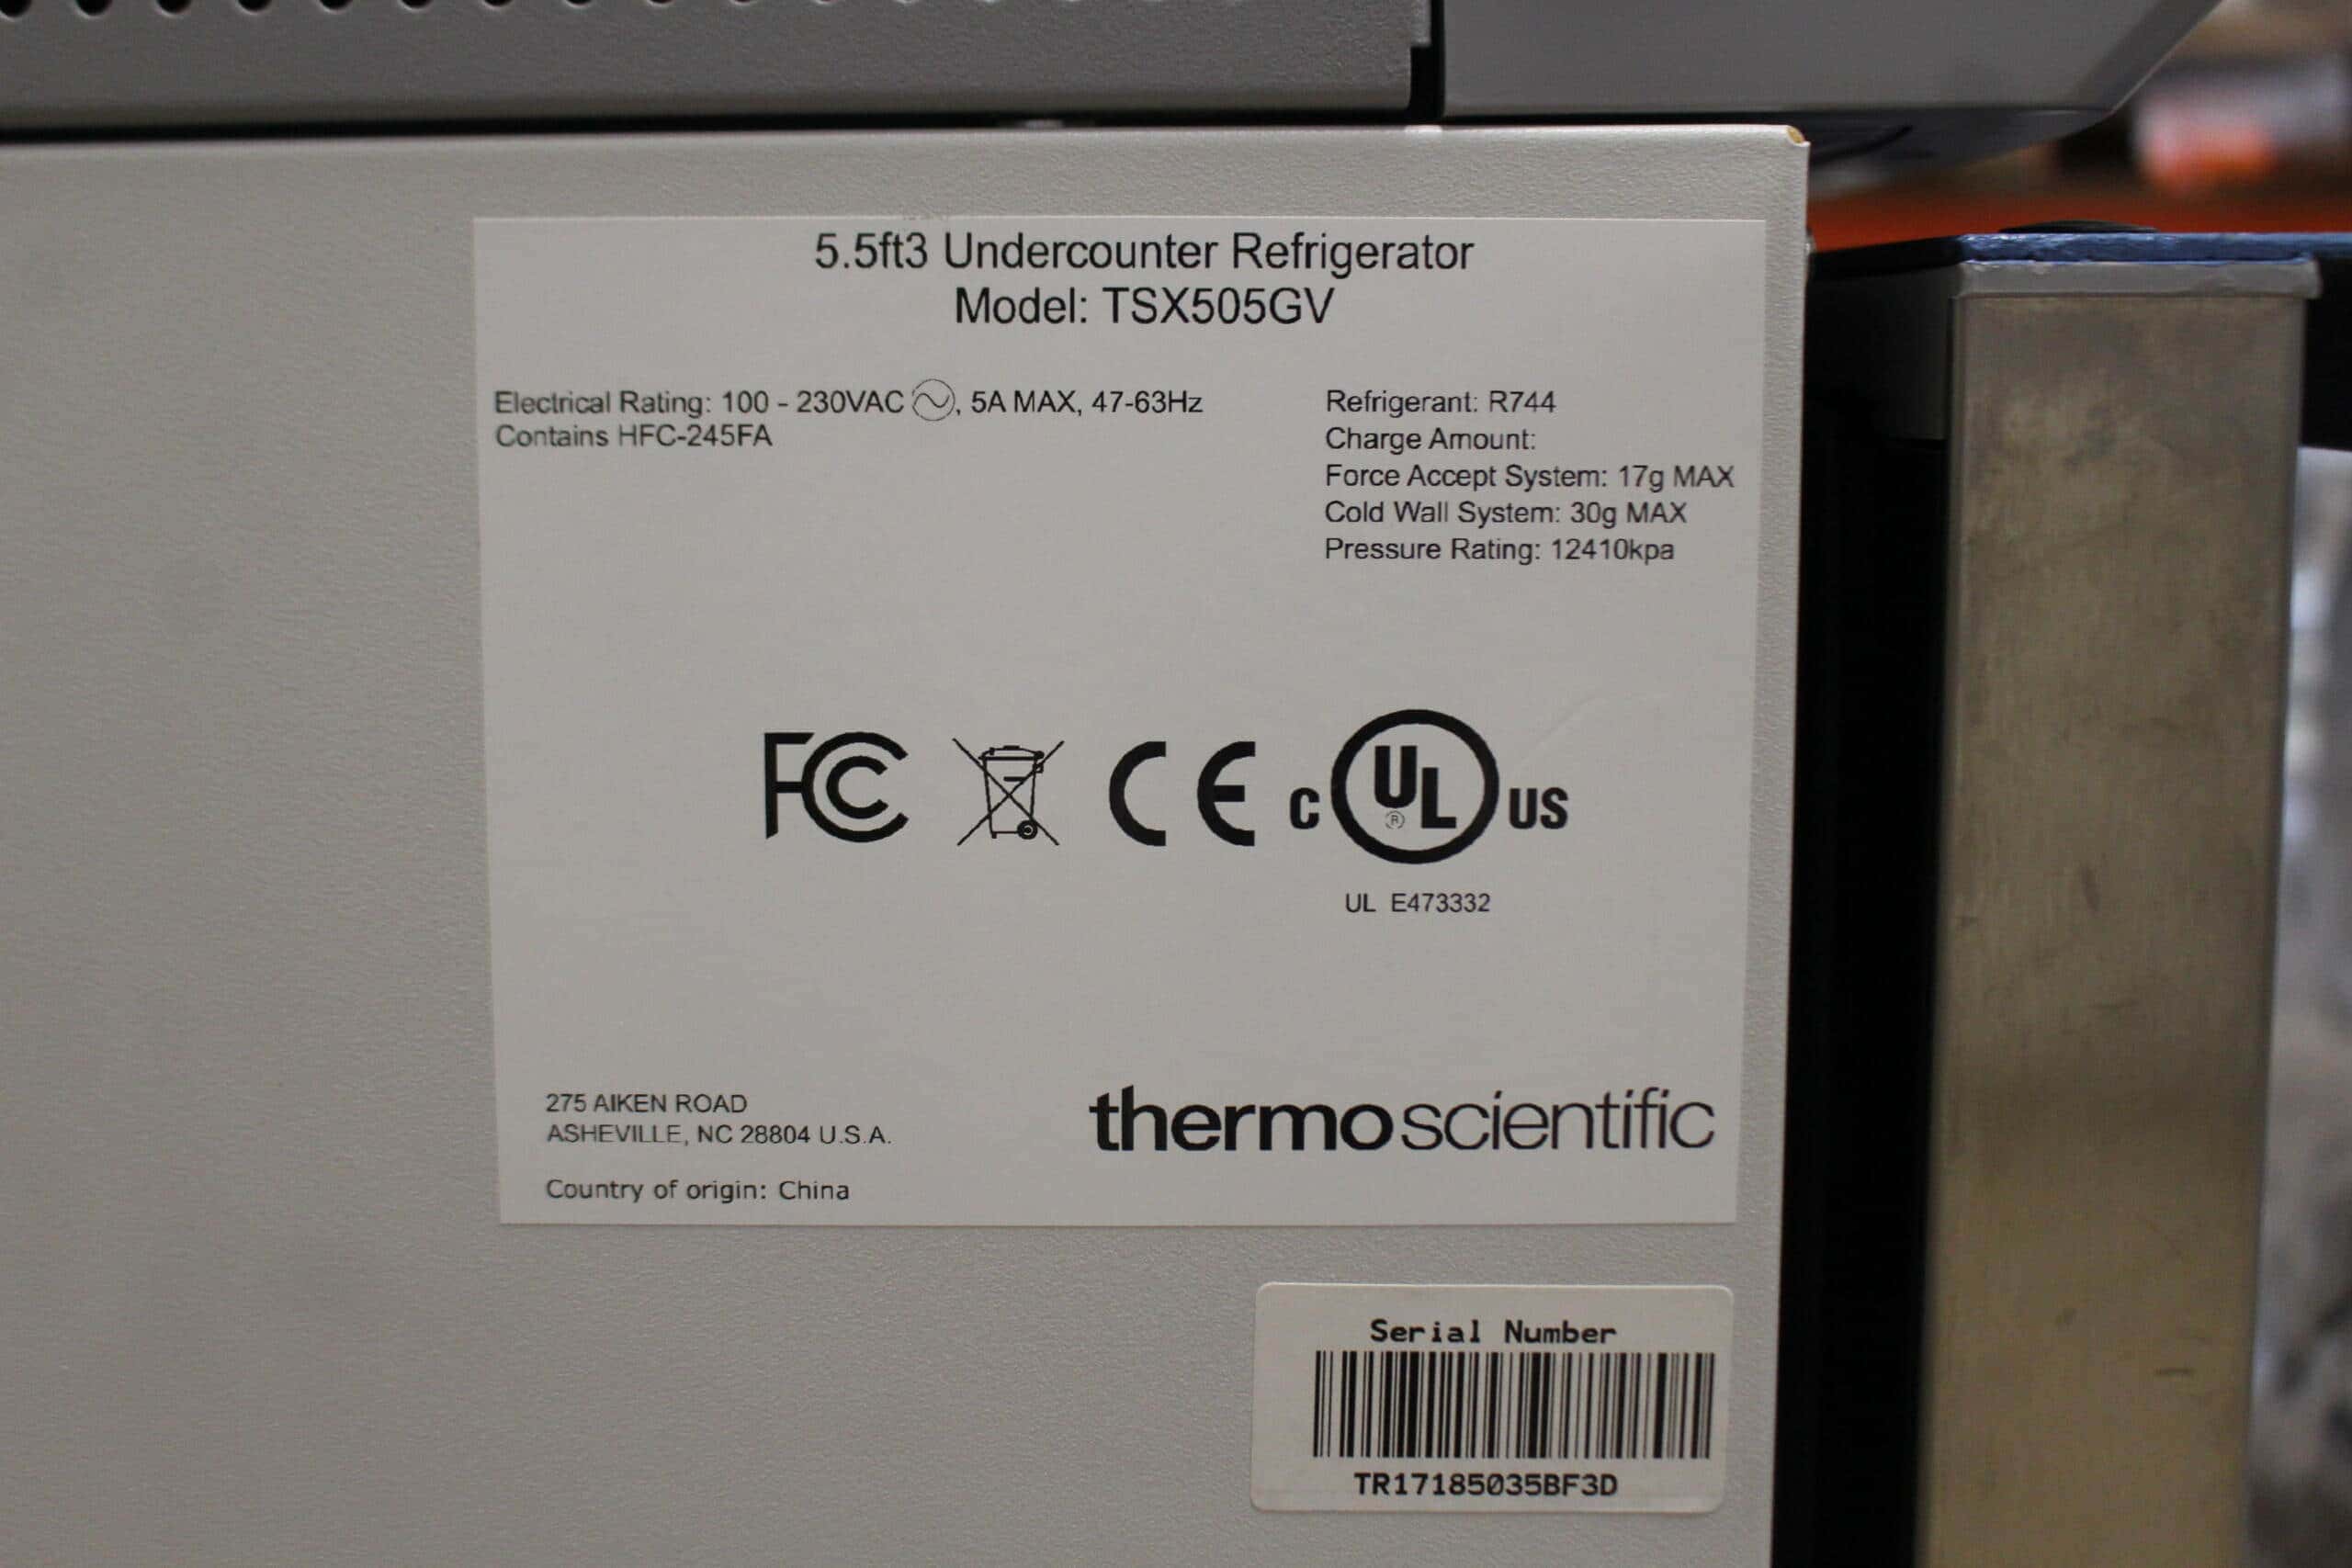 5.5ft3 Undercounter Refrigerator
Model: TSX505GV
Electrical Rating: 100 - 230VAC , 5A MAX, 47-63Hz
Contains HFC-245FA
Refrigerant: R744
Charge Amount:
Force Accept System: 17g MAX
Cold Wall System: 30g MAX
Pressure Rating: 12410kpa
FC CE c UL ® US
UL E473332
275 AIKEN ROAD
ASHEVILLE, NC 28804 U.S.A.
Country of origin: China
thermoscientific
Serial Number
TR17185035BF3D